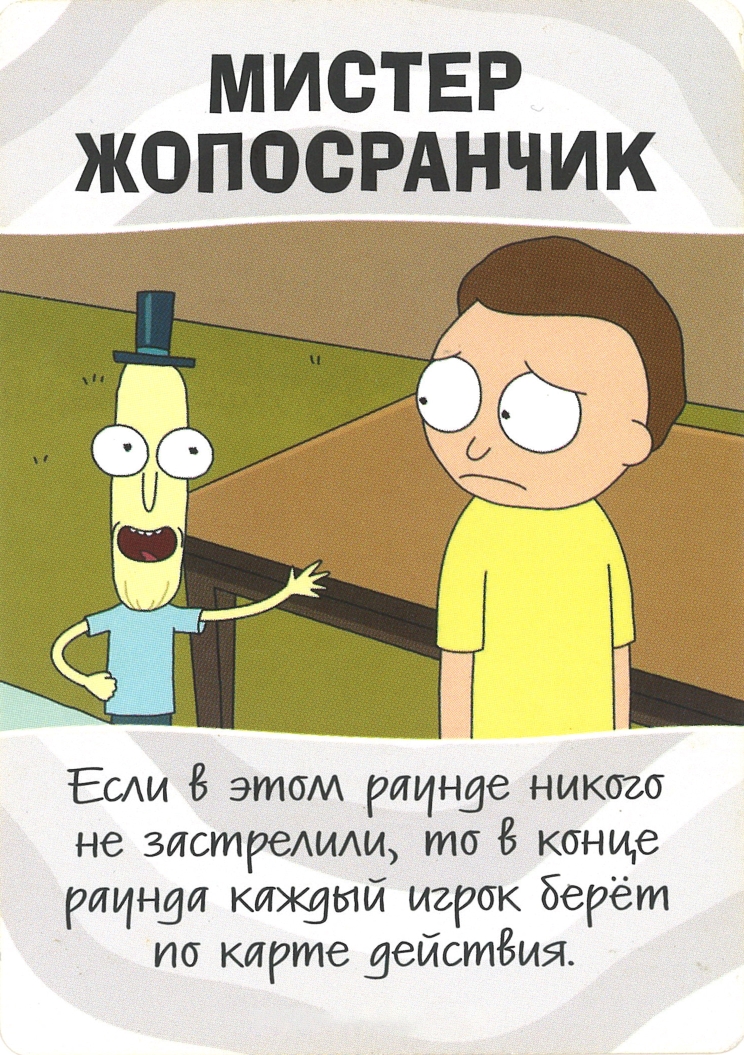 МИСТЕР
ЖОПОСРАНЧИК
Если в этом раунде никого
не застрелили, то в конце
раунда каждый игрок берёт
по карте действия.